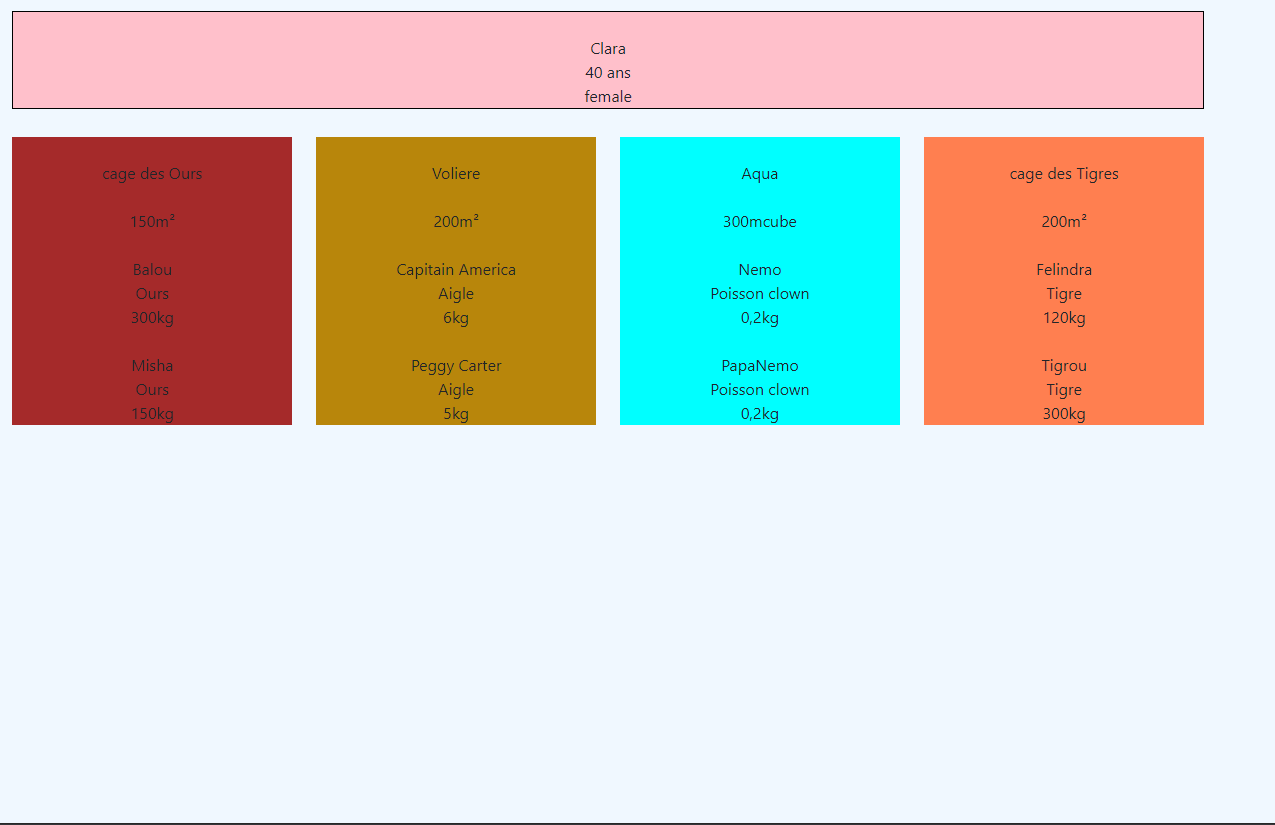 Clara
40 ans
female
cage des Ours
150m²
Balou
Ours
300kg
Misha
Ours
150kg
Voliere
200m²
Capitain America
Aigle
6kg
Peggy Carter
Aigle
5kg
Aqua
300mcube
Nemo
Poisson clown
0,2kg
PapaNemo
Poisson clown
0,2kg
cage des Tigres
200m²
Felindra
Tigre
120kg
Tigrou
Tigre
300kg